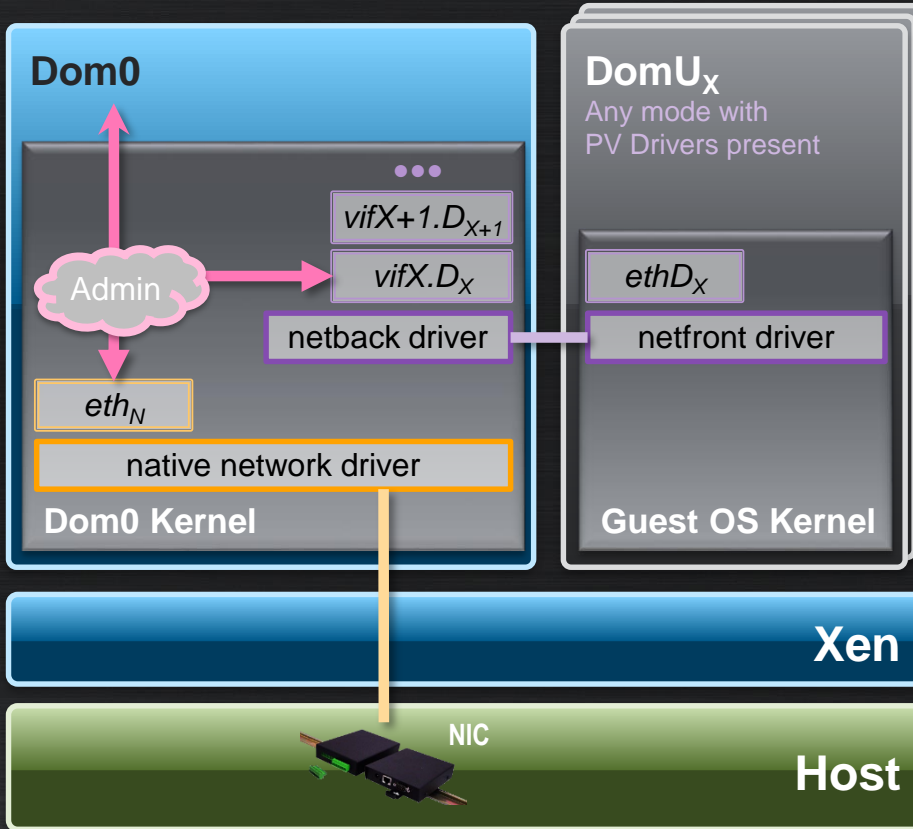 Dom0
DomUX
Any mode with
PV Drivers present
vifX+1.DX+1
vifX.DX
ethDX
Admin
netback driver
netfront driver
ethN
native network driver
Dom0 Kernel
Guest OS Kernel
Xen
NIC
Host